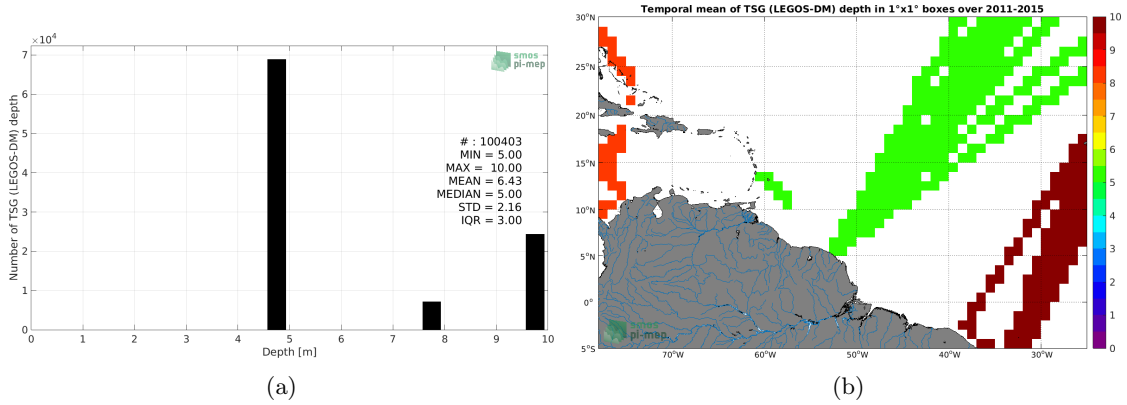 ×10⁴
7
6
5
4
3
2
1
0
Number of TSG (LEGOS-DM) depth
smos
pi-mep
# : 100403
MIN = 5.00
MAX = 10.00
MEAN = 6.43
MEDIAN = 5.00
STD = 2.16
IQR = 3.00
0 1 2 3 4 5 6 7 8 9 10
Depth [m]
(a)
Temporal mean of TSG (LEGOS-DM) depth in 1°x1° boxes over 2011-2015
30°N
25°N
20°N
15°N
10°N
5°N
0°
5°S
70°W 60°W 50°W 40°W 30°W
smos
pi-mep
10
9
8
7
6
5
4
3
2
1
0
(b)